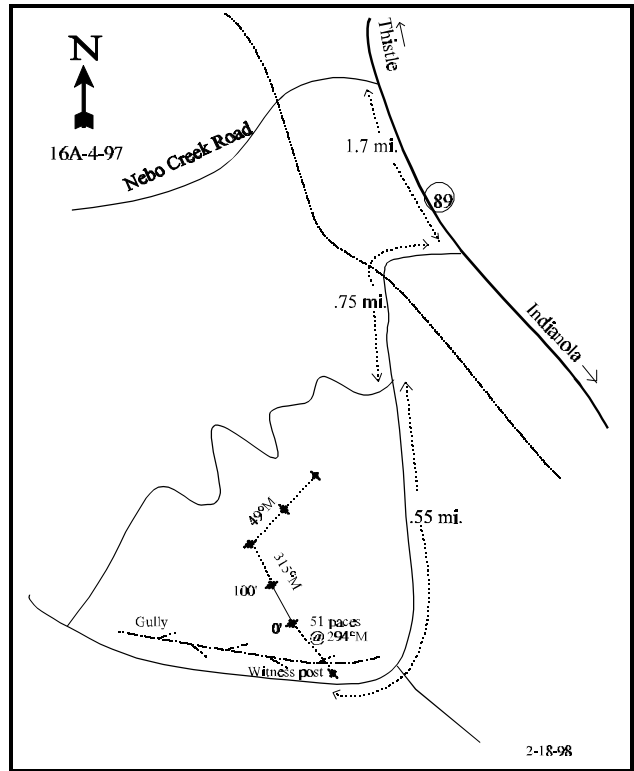 N
16A-4-97
Thistle
Nebo Creek Road
1.7 mi.
89
.75 mi.
Indianola
49°M
.55 mi.
315°M
100'
0'
51 paces
@ 294°M
Gully
Witness post
2-18-98